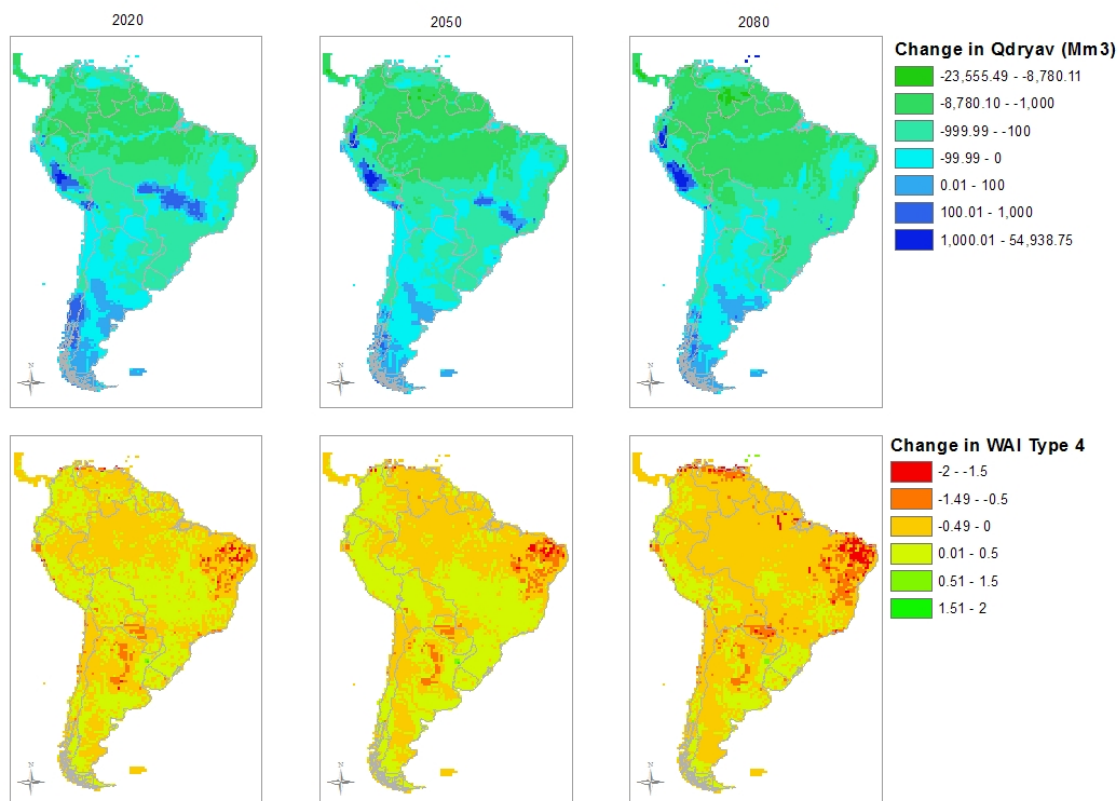 2020 2050 2080
Change in Qdryav (Mm3)
-23,555.49 - -8,780.11
-8,780.10 - -1,000
-999.99 - -100
-99.99 - 0
0.01 - 100
100.01 - 1,000
1,000.01 - 54,938.75
N N N
Change in WAI Type 4
-2 - -1.5
-1.49 - -0.5
-0.49 - 0
0.01 - 0.5
0.51 - 1.5
1.51 - 2
N N N